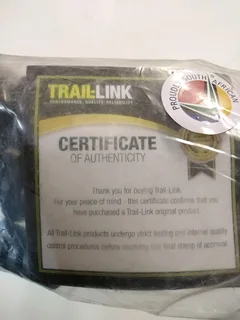 TRAIL-LINK
PERFORMANCE. QUALITY. RELIABILITY.
PROUDLY SOUTH AFRICAN
CERTIFICATE
OF AUTHENTICITY
Thank you for buying Trail-Link.
For your peace of mind - this certificate confirms that you
have purchased a Trail-Link original product.
All Trail-Link products undergo strict testing and internal quality
control procedures before receiving our final stamp of approval.